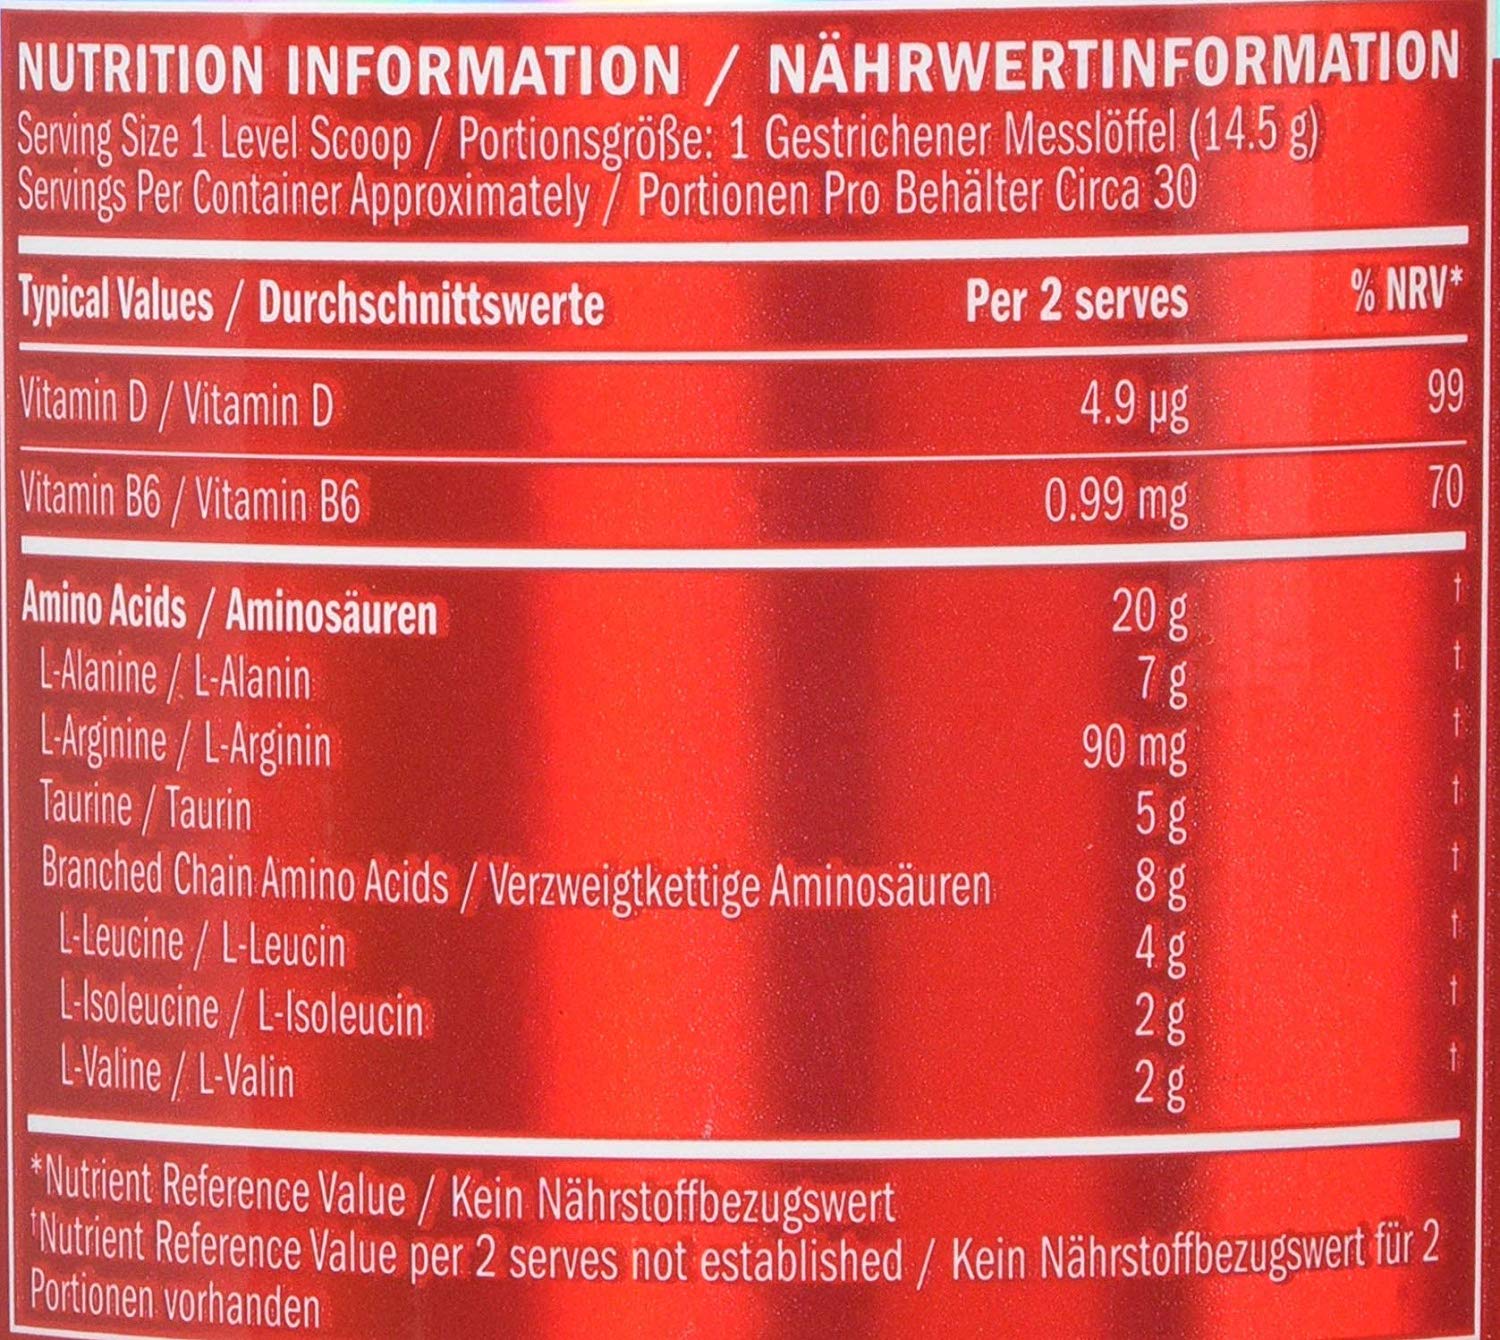 NUTRITION INFORMATION / NÄHRWERTINFORMATION
Serving Size 1 Level Scoop / Portionsgröße: 1 Gestrichener Messlöffel (14.5 g)
Servings Per Container Approximately / Portionen Pro Behälter Circa 30
Typical Values / Durchschnittswerte Per 2 serves % NRV*
Vitamin D / Vitamin D 4.9 µg 99
Vitamin B6 / Vitamin B6 0.99 mg 70
Amino Acids / Aminosäuren 20 g †
L-Alanine / L-Alanin 7 g †
L-Arginine / L-Arginin 90 mg †
Taurine / Taurin 5 g †
Branched Chain Amino Acids / Verzweigtkettige Aminosäuren 8 g †
L-Leucine / L-Leucin 4 g †
L-Isoleucine / L-Isoleucin 2 g †
L-Valine / L-Valin 2 g †
*Nutrient Reference Value / Kein Nährstoffbezugswert
†Nutrient Reference Value per 2 serves not established / Kein Nährstoffbezugswert für 2
Portionen vorhanden